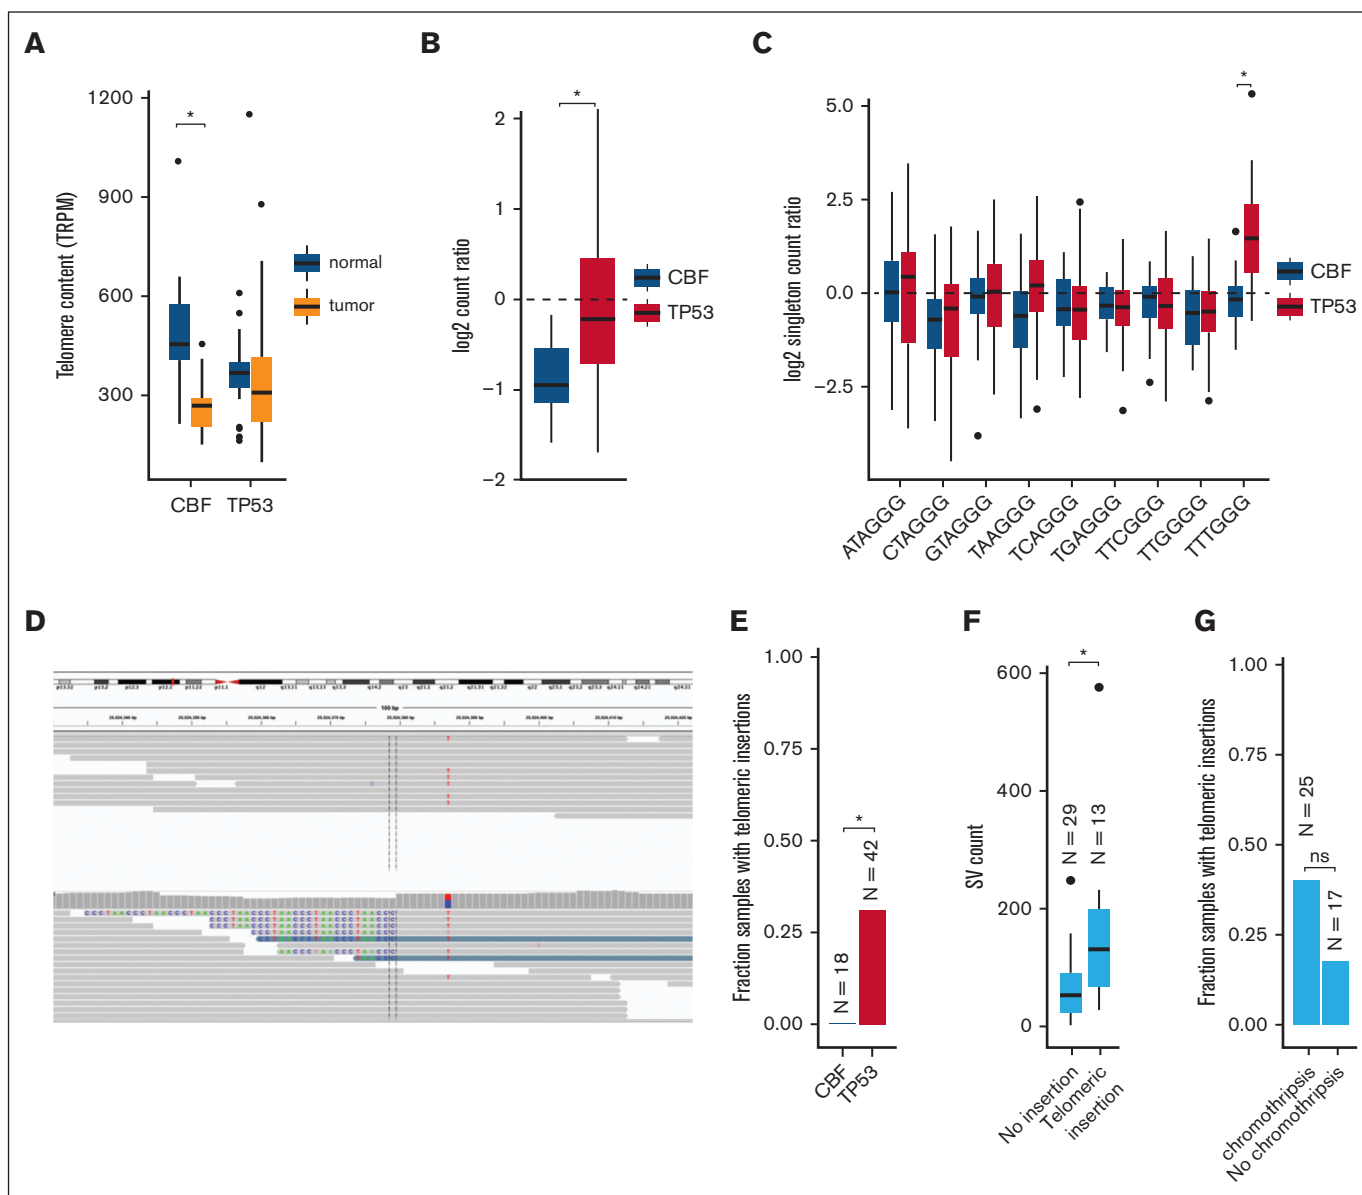 A
Telomere content (TRPM)
1200
900
600
300
*
CBF
TP53
normal
tumor
B
log2 count ratio
2
1
0
−1
−2
*
CBF
TP53
C
log2 singleton count ratio
5.0
2.5
0.0
−2.5
*
ATAGGG
CTAGGG
GTAGGG
TAAGGG
TCAGGG
TGAGGG
TTCGGG
TTGGGG
TTTGGG
CBF
TP53
D
100 bp
E
Fraction samples with telomeric insertions
1.00
0.75
0.50
0.25
0.00
*
N = 18
N = 42
CBF
TP53
F
SV count
600
400
200
0
*
N = 29
N = 13
No insertion
Telomeric
insertion
G
Fraction samples with telomeric insertions
1.00
0.75
0.50
0.25
0.00
N = 25
ns
N = 17
chromothripsis
No chromothripsis